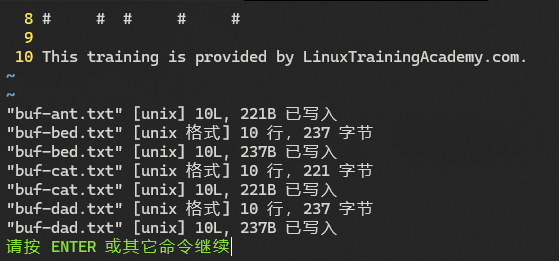 8 #     #  #     #     #
9
10 This training is provided by LinuxTrainingAcademy.com.
~
~
"buf-ant.txt" [unix] 10L, 221B 已写入
"buf-bed.txt" [unix 格式] 10 行, 237 字节
"buf-bed.txt" [unix] 10L, 237B 已写入
"buf-cat.txt" [unix 格式] 10 行, 221 字节
"buf-cat.txt" [unix] 10L, 221B 已写入
"buf-dad.txt" [unix 格式] 10 行, 237 字节
"buf-dad.txt" [unix] 10L, 237B 已写入
请按 ENTER 或其它命令继续